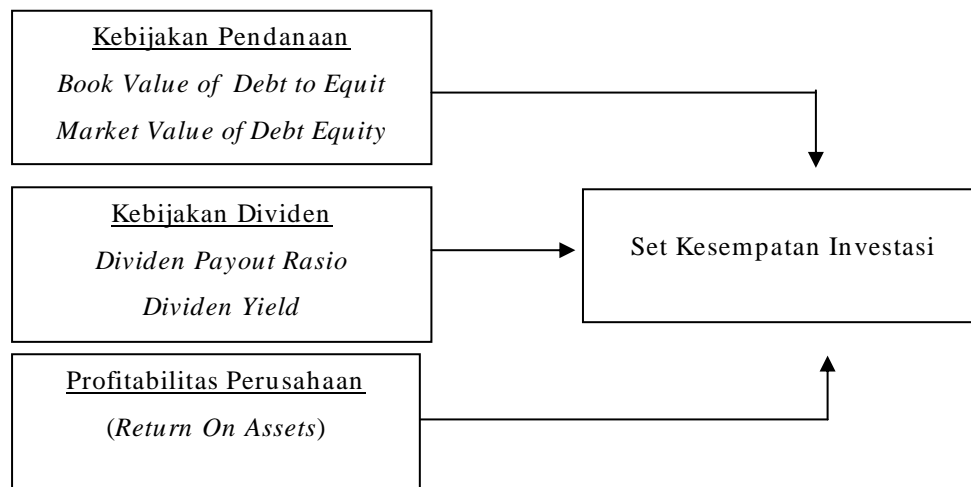 Kebijakan Pendanaan
Book Value of Debt to Equit
Market Value of Debt Equity
Kebijakan Dividen
Dividen Payout Rasio
Dividen Yield
Set Kesempatan Investasi
Profitabilitas Perusahaan
(Return On Assets)